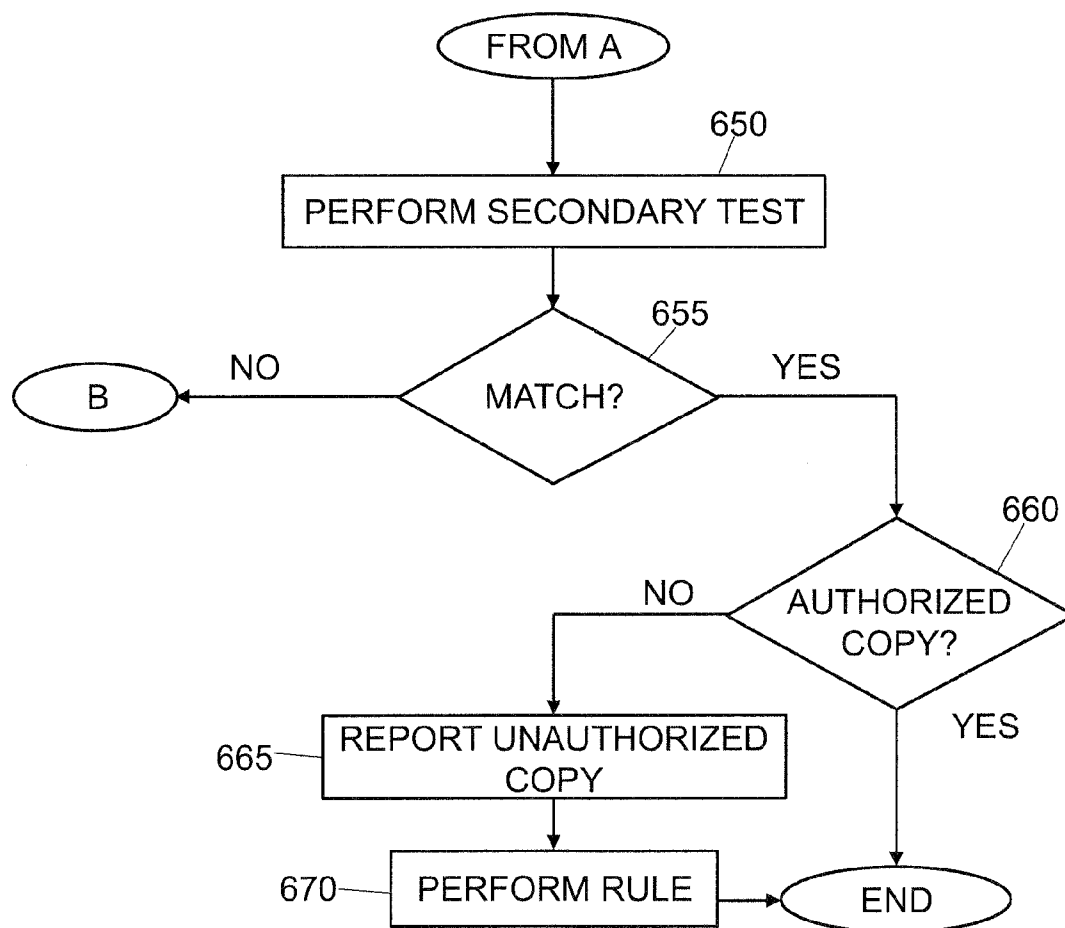 FROM A
650
PERFORM SECONDARY TEST
655
NO
YES
B
MATCH?
660
NO
AUTHORIZED
COPY?
YES
665
REPORT UNAUTHORIZED
COPY
670
PERFORM RULE
END